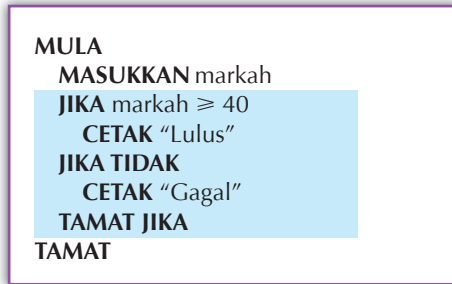 MULA
MASUKKAN markah
JIKA markah ⩾ 40
CETAK “Lulus”
JIKA TIDAK
CETAK “Gagal”
TAMAT JIKA
TAMAT